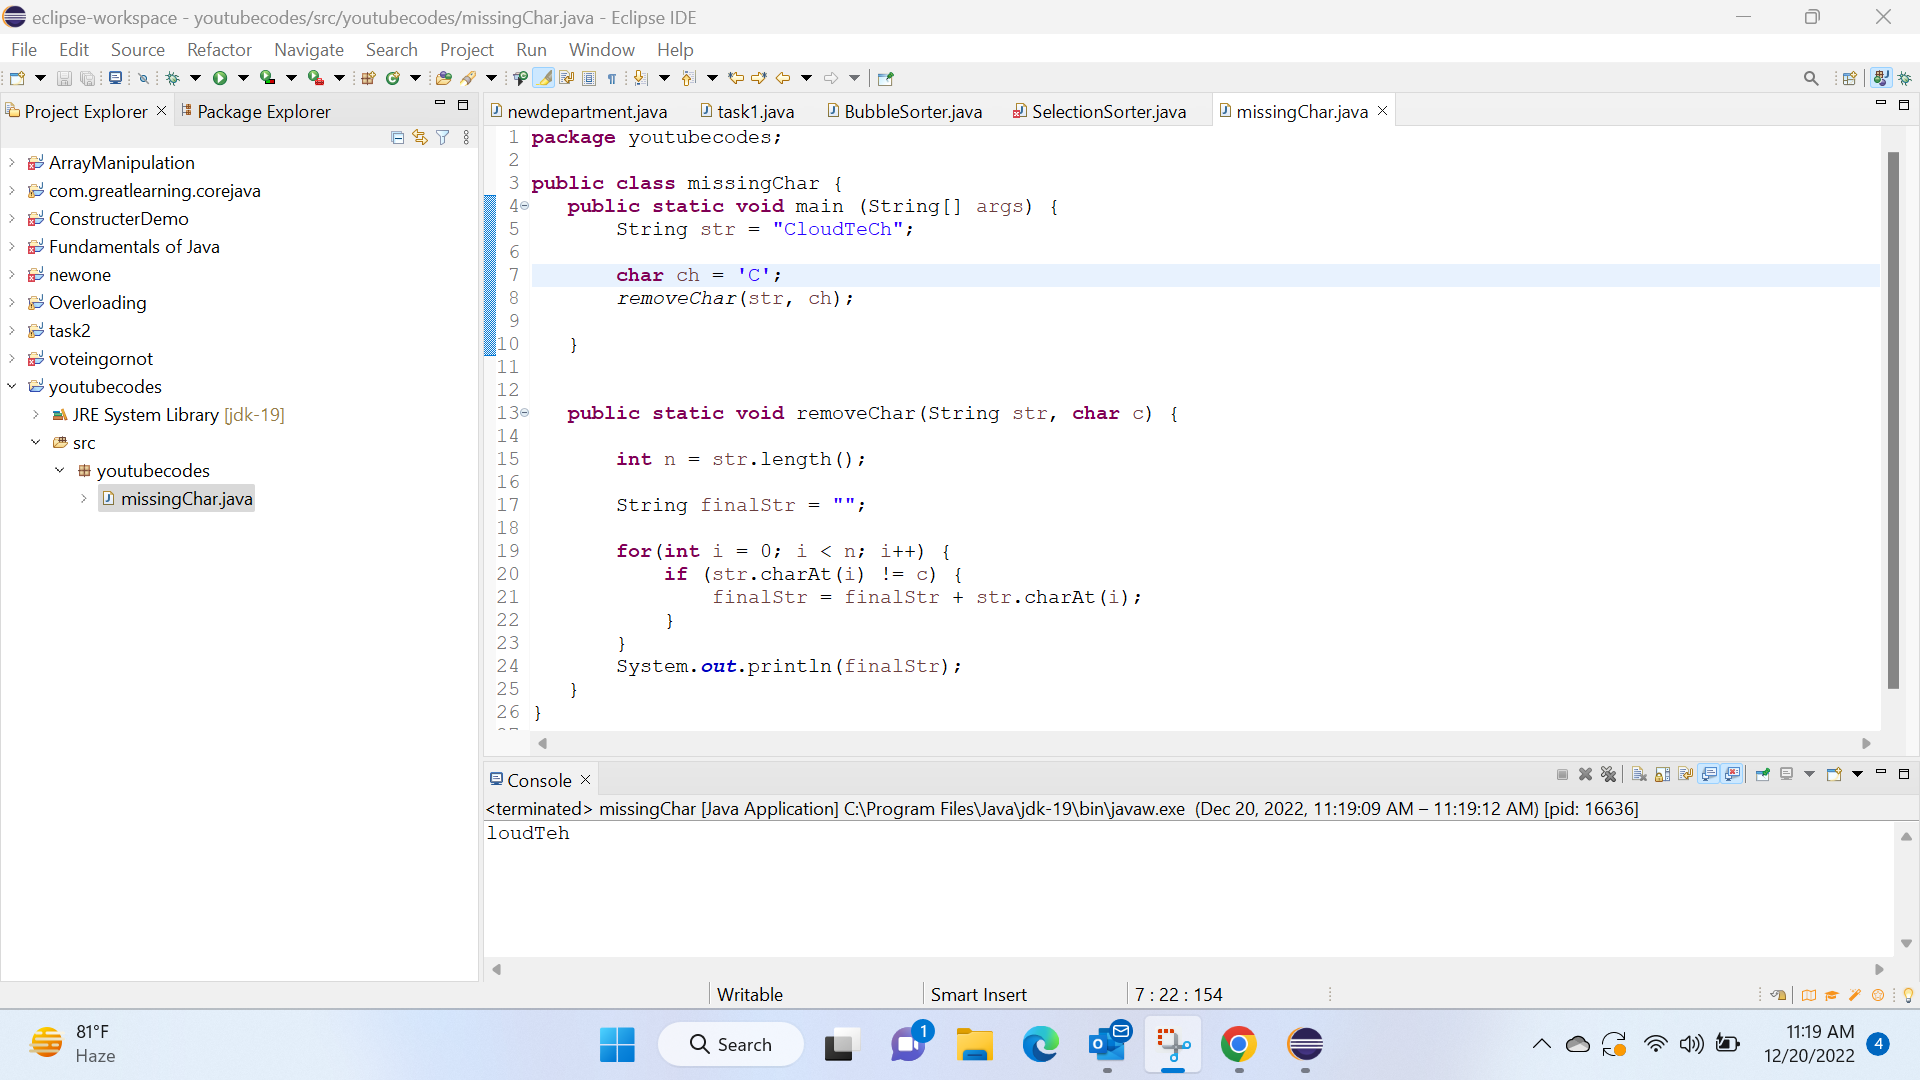 eclipse-workspace - youtubecodes/src/youtubecodes/missingChar.java - Eclipse IDE
File Edit Source Refactor Navigate Search Project Run Window Help
Project Explorer Package Explorer
ArrayManipulation
com.greatlearning.corejava
ConstructerDemo
Fundamentals of Java
newone
Overloading
task2
voteingornot
youtubecodes
JRE System Library [jdk-19]
src
youtubecodes
missingChar.java
newdepartment.java task1.java BubbleSorter.java SelectionSorter.java missingChar.java
1 package youtubecodes;
2
3 public class missingChar {
4 public static void main (String[] args) {
5 String str = "CloudTeCh";
6
7 char ch = 'C';
8 removeChar(str, ch);
9
10 }
11
12
13 public static void removeChar(String str, char c) {
14
15 int n = str.length();
16
17 String finalStr = "";
18
19 for(int i = 0; i < n; i++) {
20 if (str.charAt(i) != c) {
21 finalStr = finalStr + str.charAt(i);
22 }
23 }
24 System.out.println(finalStr);
25 }
26 }
Console
<terminated> missingChar [Java Application] C:\Program Files\Java\jdk-19\bin\javaw.exe (Dec 20, 2022, 11:19:09 AM – 11:19:12 AM) [pid: 16636]
loudTeh
Writable Smart Insert 7 : 22 : 154
81°F
Haze
Search
1
11:19 AM
12/20/2022
4